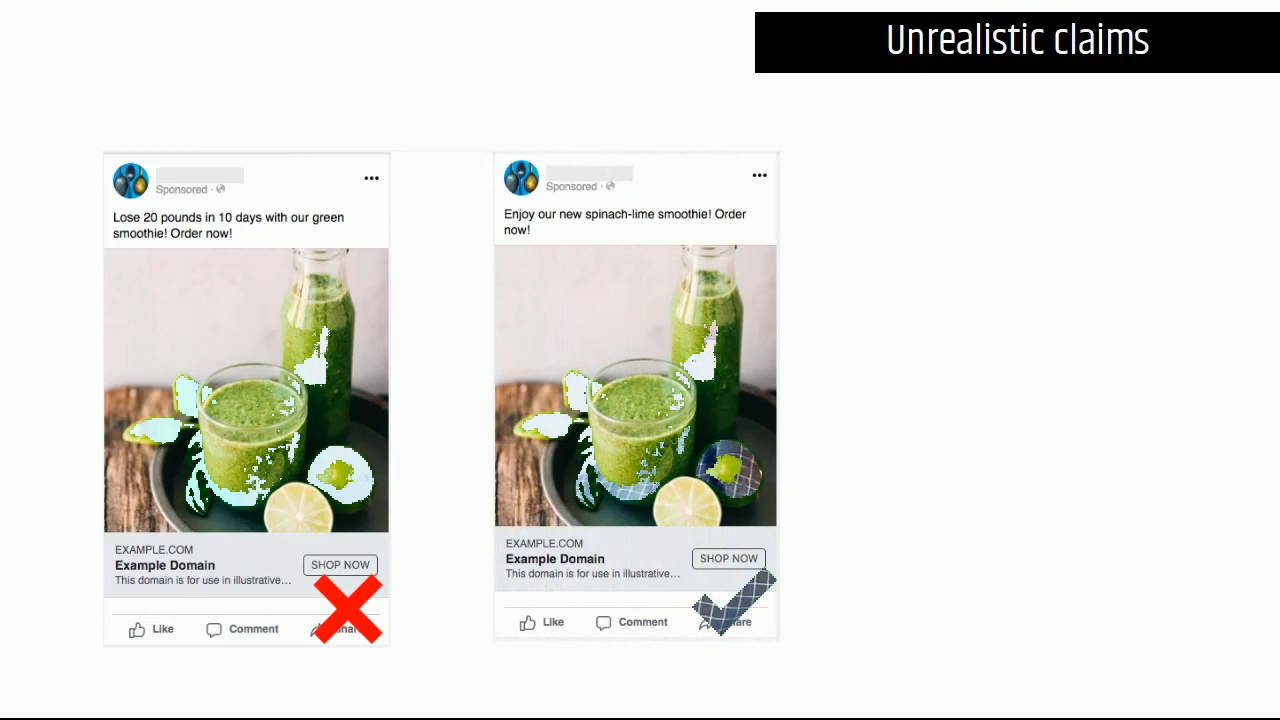 Unrealistic claims
Sponsored ·
Lose 20 pounds in 10 days with our green
smoothie! Order now!
EXAMPLE.COM
Example Domain
This domain is for use in illustrative...
SHOP NOW
Like
Comment
Sponsored ·
Enjoy our new spinach-lime smoothie! Order
now!
EXAMPLE.COM
Example Domain
This domain is for use in illustrative...
SHOP NOW
Like
Comment